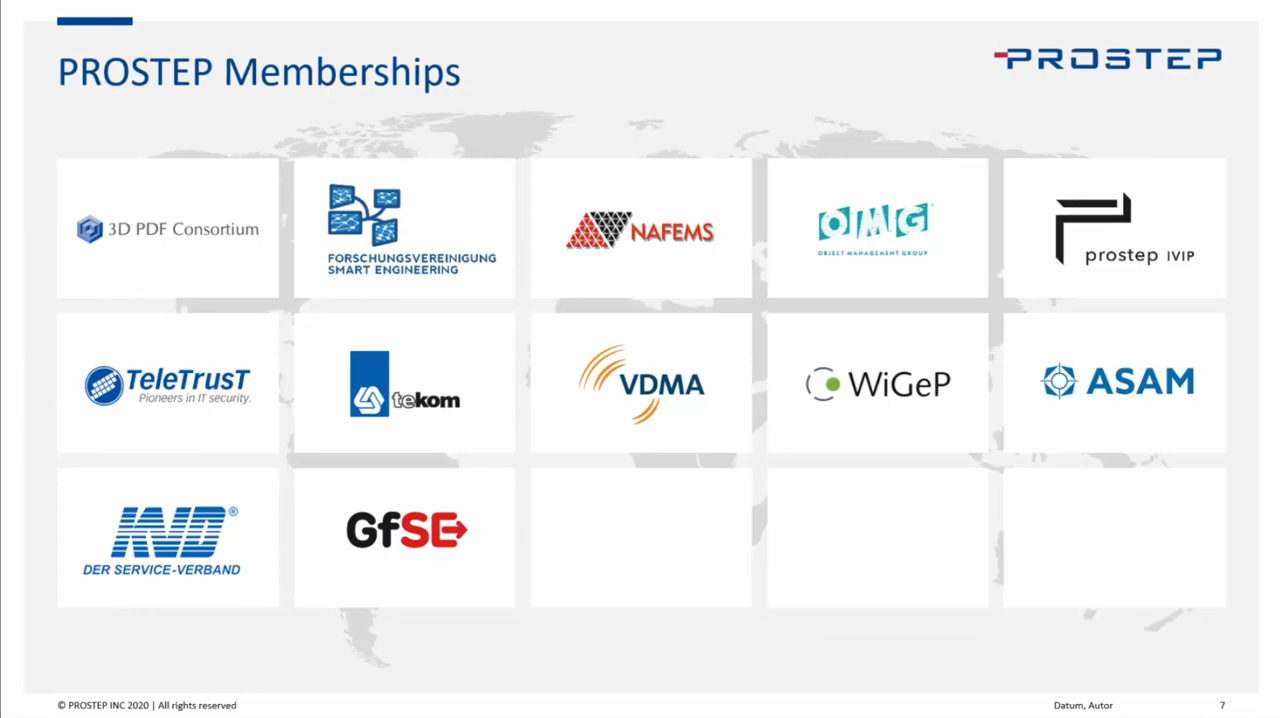 PROSTEP Memberships
PROSTEP
3D PDF Consortium
FORSCHUNGSVEREINIGUNG
SMART ENGINEERING
NAFEMS
OMG
OBJECT MANAGEMENT GROUP
prostep IVIP
TeleTrusT
Pioneers in IT security.
tekom
VDMA
WiGeP
ASAM
KVD®
DER SERVICE-VERBAND
GfSE
© PROSTEP INC 2020 | All rights reserved
Datum, Autor
7